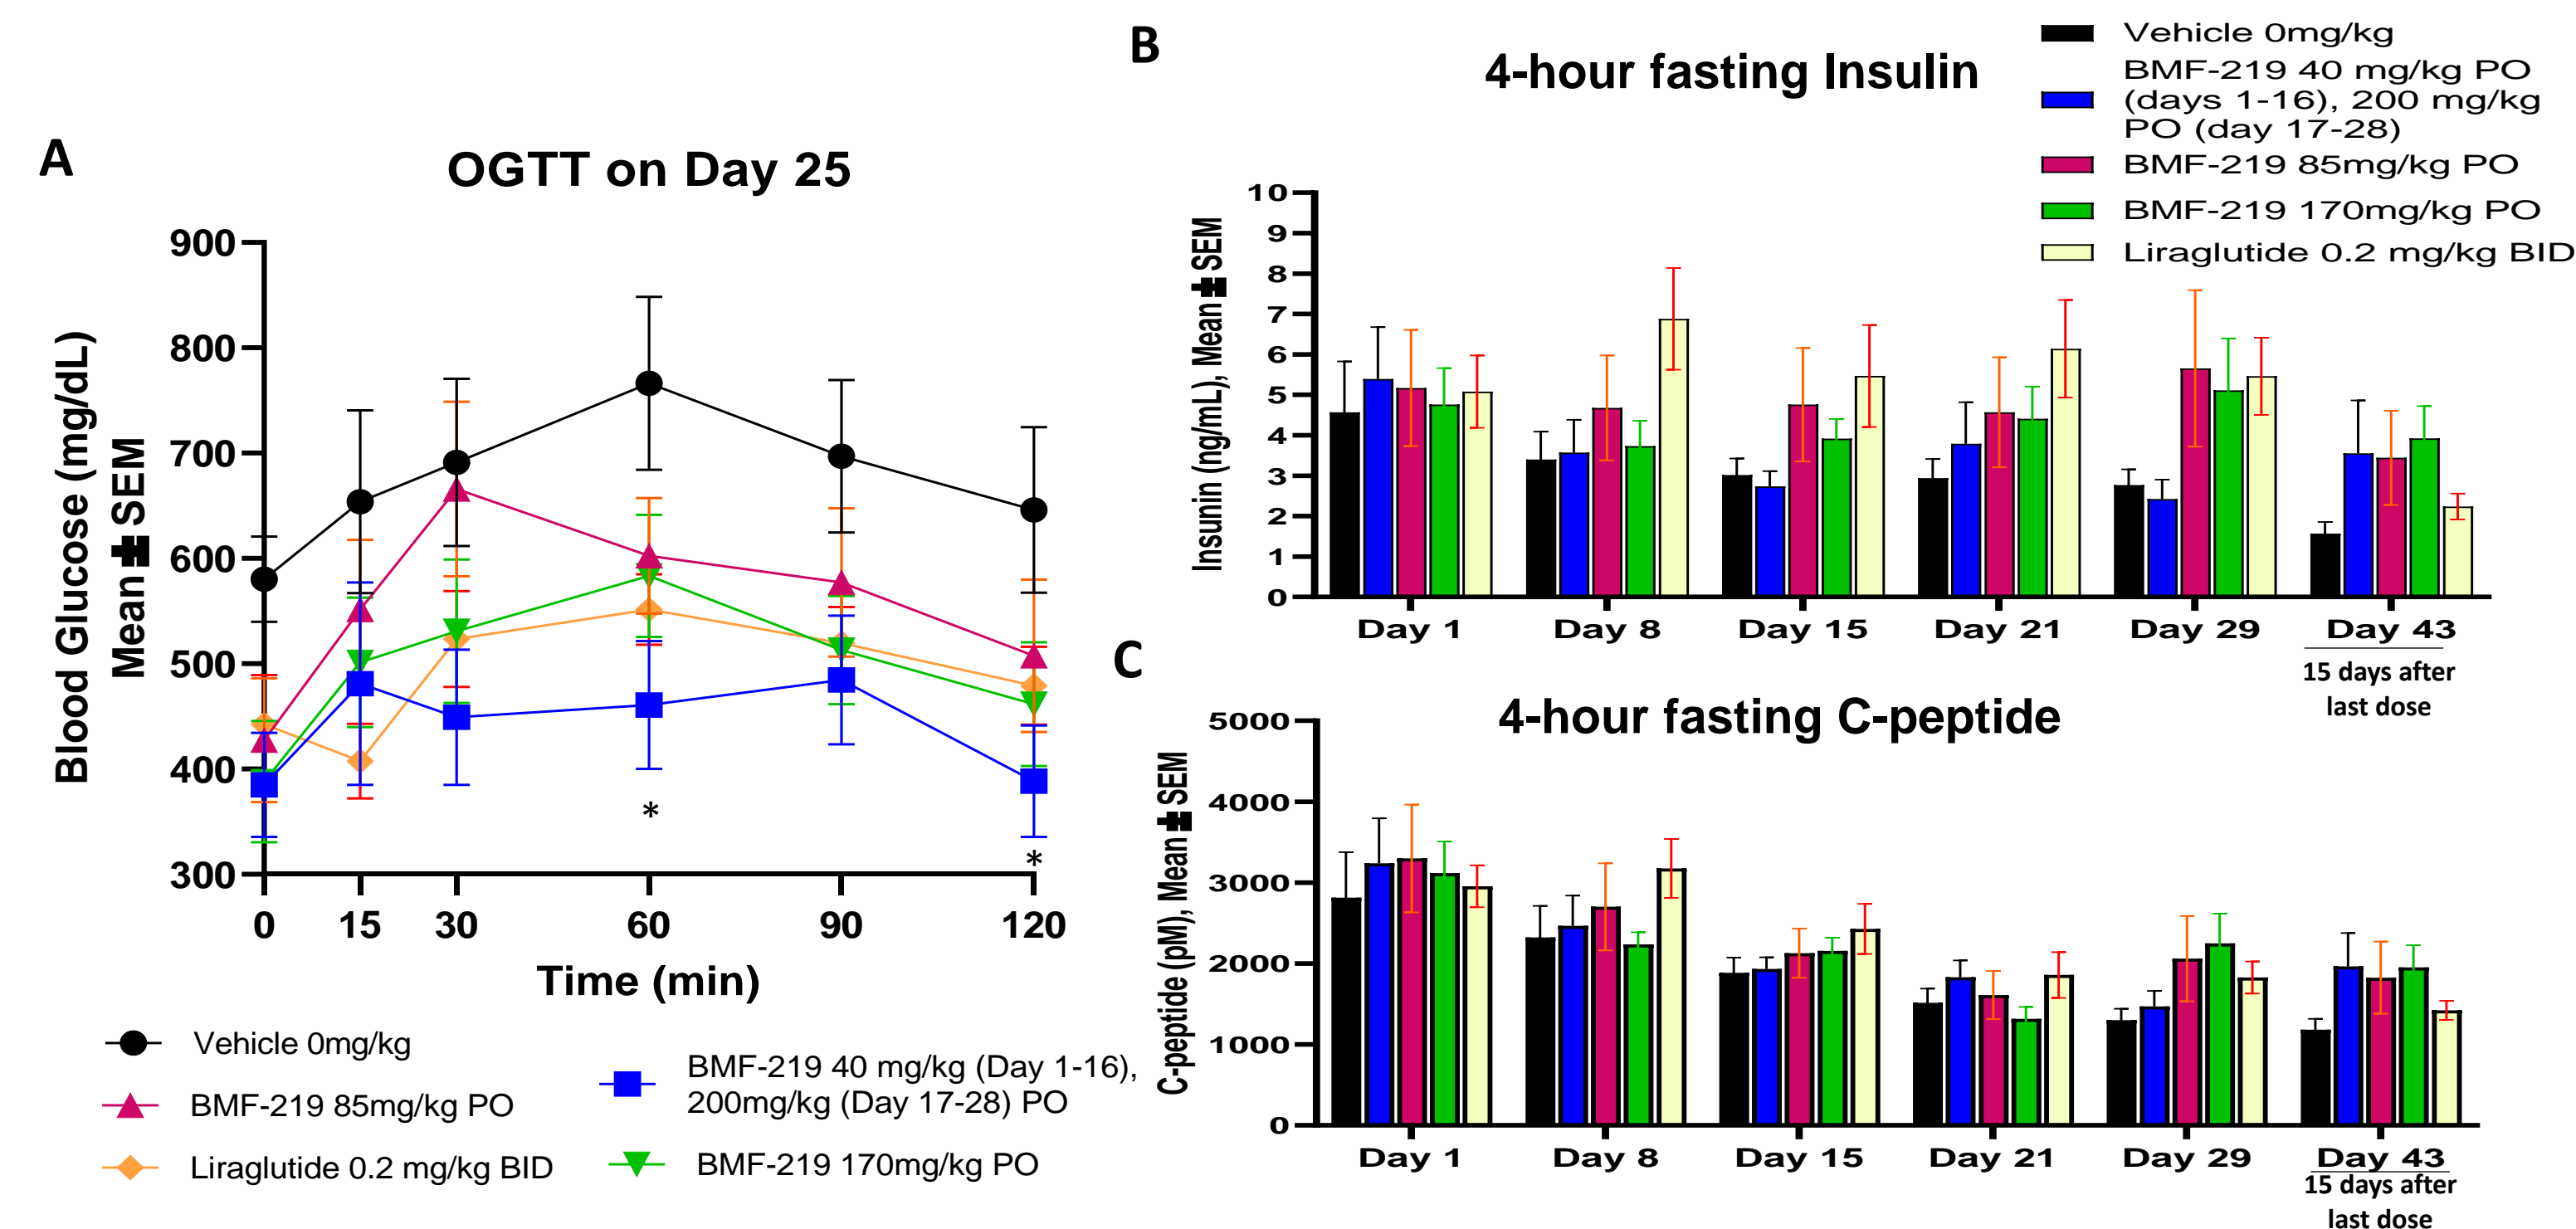 A
OGTT on Day 25
Blood Glucose (mg/dL)
Mean ± SEM
900
800
700
600
500
400
300
0 15 30 60 90 120
*
*
Time (min)
Vehicle 0mg/kg
BMF-219 85mg/kg PO
Liraglutide 0.2 mg/kg BID
BMF-219 40 mg/kg (Day 1-16),
200mg/kg (Day 17-28) PO
BMF-219 170mg/kg PO
B
4-hour fasting Insulin
Vehicle 0mg/kg
BMF-219 40 mg/kg PO
(days 1-16), 200 mg/kg
PO (day 17-28)
BMF-219 85mg/kg PO
BMF-219 170mg/kg PO
Liraglutide 0.2 mg/kg BID
Insunin (ng/mL), Mean ± SEM
10
9
8
7
6
5
4
3
2
1
0
Day 1 Day 8 Day 15 Day 21 Day 29 Day 43
15 days after
last dose
C
4-hour fasting C-peptide
C-peptide (pM), Mean ± SEM
5000
4000
3000
2000
1000
0
Day 1 Day 8 Day 15 Day 21 Day 29 Day 43
15 days after
last dose